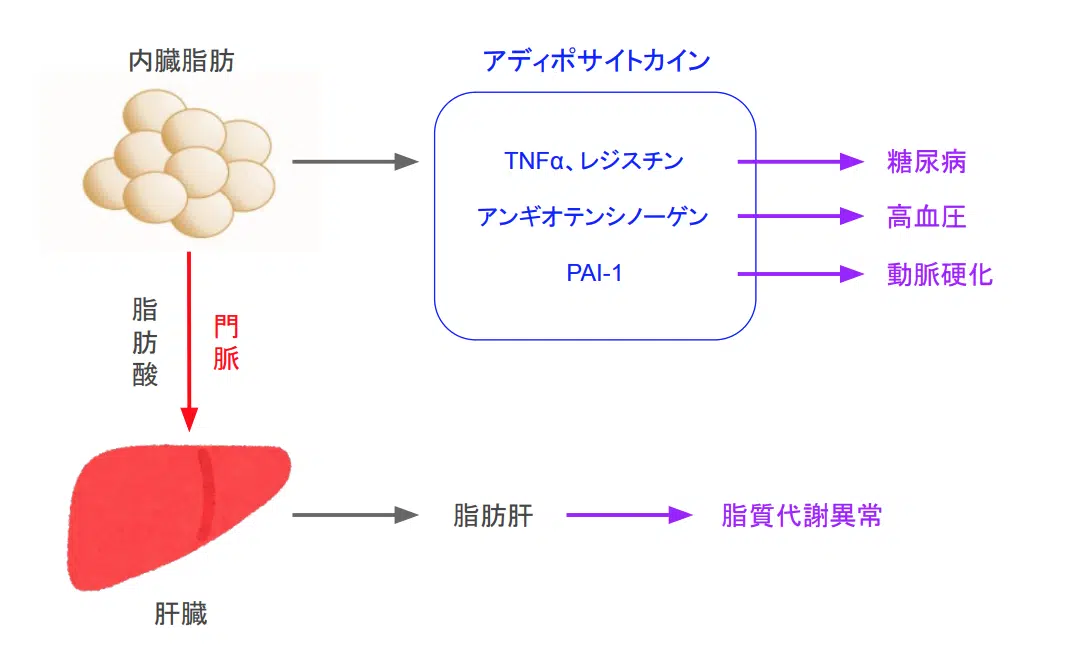 内臓脂肪
アディポサイトカイン
TNFα、レジスチン
糖尿病
アンギオテンシノーゲン
高血圧
PAI-1
動脈硬化
脂肪酸
門脈
脂肪肝
脂質代謝異常
肝臓